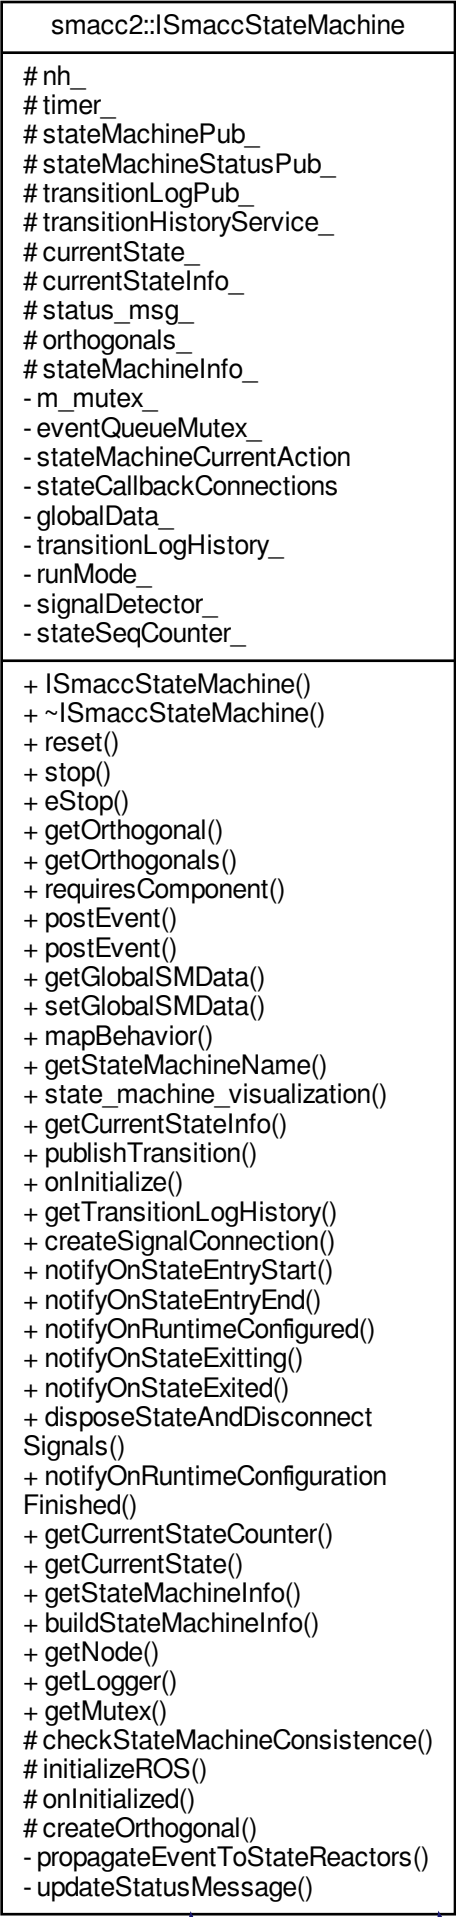 smacc2::ISmaccStateMachine
# nh_
# timer_
# stateMachinePub_
# stateMachineStatusPub_
# transitionLogPub_
# transitionHistoryService_
# currentState_
# currentStateInfo_
# status_msg_
# orthogonals_
# stateMachineInfo_
- m_mutex_
- eventQueueMutex_
- stateMachineCurrentAction
- stateCallbackConnections
- globalData_
- transitionLogHistory_
- runMode_
- signalDetector_
- stateSeqCounter_
+ ISmaccStateMachine()
+ ~ISmaccStateMachine()
+ reset()
+ stop()
+ eStop()
+ getOrthogonal()
+ getOrthogonals()
+ requiresComponent()
+ postEvent()
+ postEvent()
+ getGlobalSMData()
+ setGlobalSMData()
+ mapBehavior()
+ getStateMachineName()
+ state_machine_visualization()
+ getCurrentStateInfo()
+ publishTransition()
+ onInitialize()
+ getTransitionLogHistory()
+ createSignalConnection()
+ notifyOnStateEntryStart()
+ notifyOnStateEntryEnd()
+ notifyOnRuntimeConfigured()
+ notifyOnStateExitting()
+ notifyOnStateExited()
+ disposeStateAndDisconnect
Signals()
+ notifyOnRuntimeConfiguration
Finished()
+ getCurrentStateCounter()
+ getCurrentState()
+ getStateMachineInfo()
+ buildStateMachineInfo()
+ getNode()
+ getLogger()
+ getMutex()
# checkStateMachineConsistence()
# initializeROS()
# onInitialized()
# createOrthogonal()
- propagateEventToStateReactors()
- updateStatusMessage()